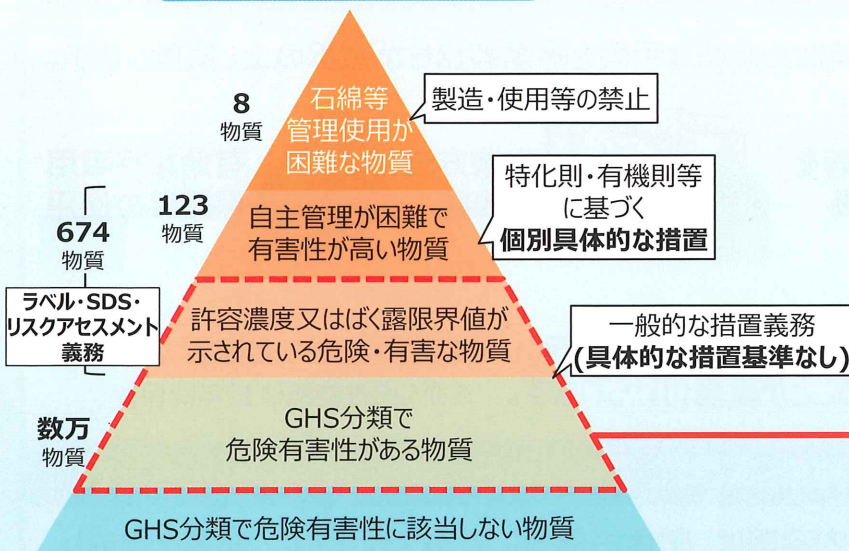 8
物質
石綿等
管理使用が
困難な物質
製造・使用等の禁止
674
物質
123
物質
自主管理が困難で
有害性が高い物質
特化則・有機則等
に基づく
個別具体的な措置
ラベル・SDS・
リスクアセスメント
義務
許容濃度又はばく露限界値が
示されている危険・有害な物質
一般的な措置義務
(具体的な措置基準なし)
数万
物質
GHS分類で
危険有害性がある物質
GHS分類で危険有害性に該当しない物質